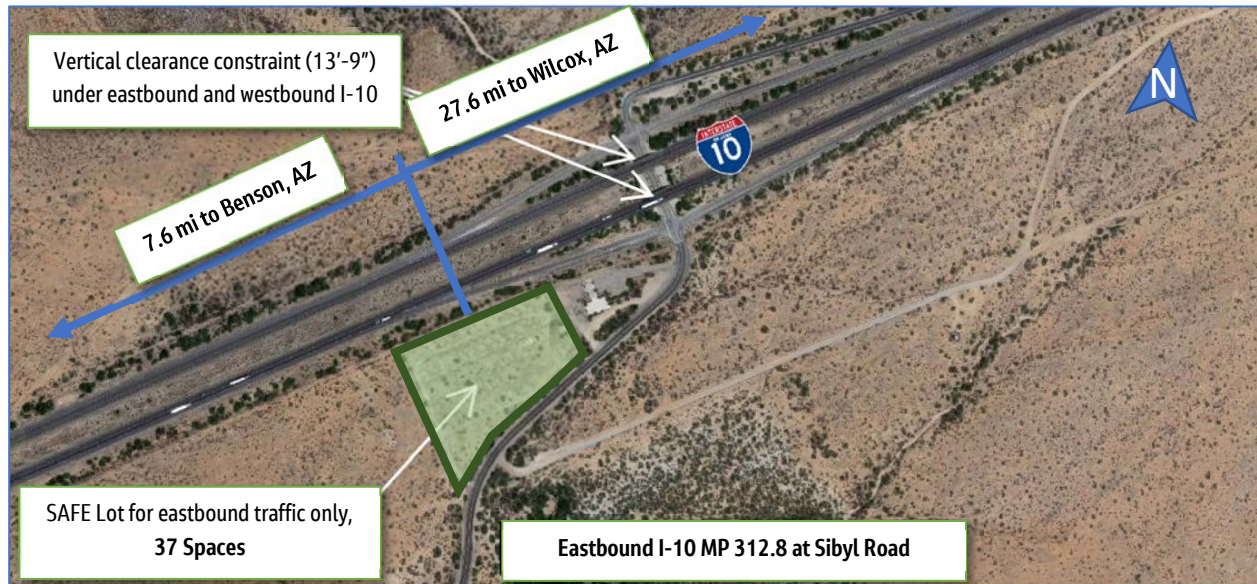 Vertical clearance constraint (13’-9”)
under eastbound and westbound I-10
27.6 mi to Wilcox, AZ
N
INTERSTATE
10
7.6 mi to Benson, AZ
SAFE Lot for eastbound traffic only,
37 Spaces
Eastbound I-10 MP 312.8 at Sibyl Road